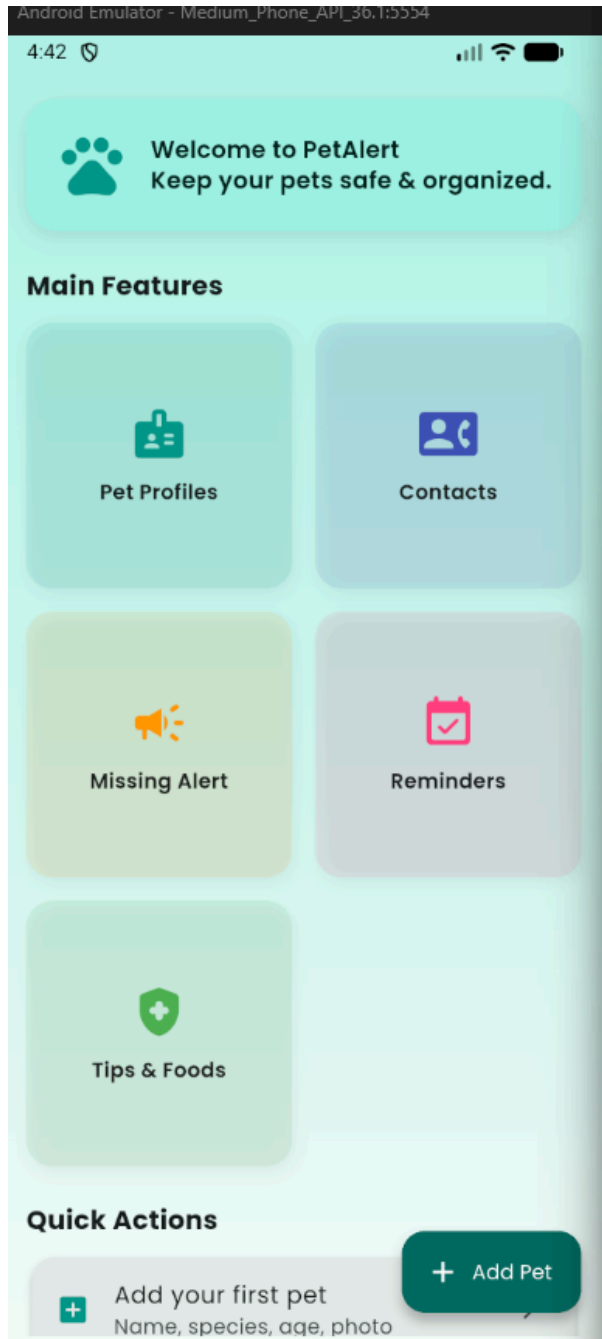 Android Emulator - Medium_Phone_API_36.1:5554
4:42
Welcome to PetAlert
Keep your pets safe & organized.
Main Features
Pet Profiles
Contacts
Missing Alert
Reminders
Tips & Foods
Quick Actions
Add Pet
Add your first pet
Name, species, age, photo